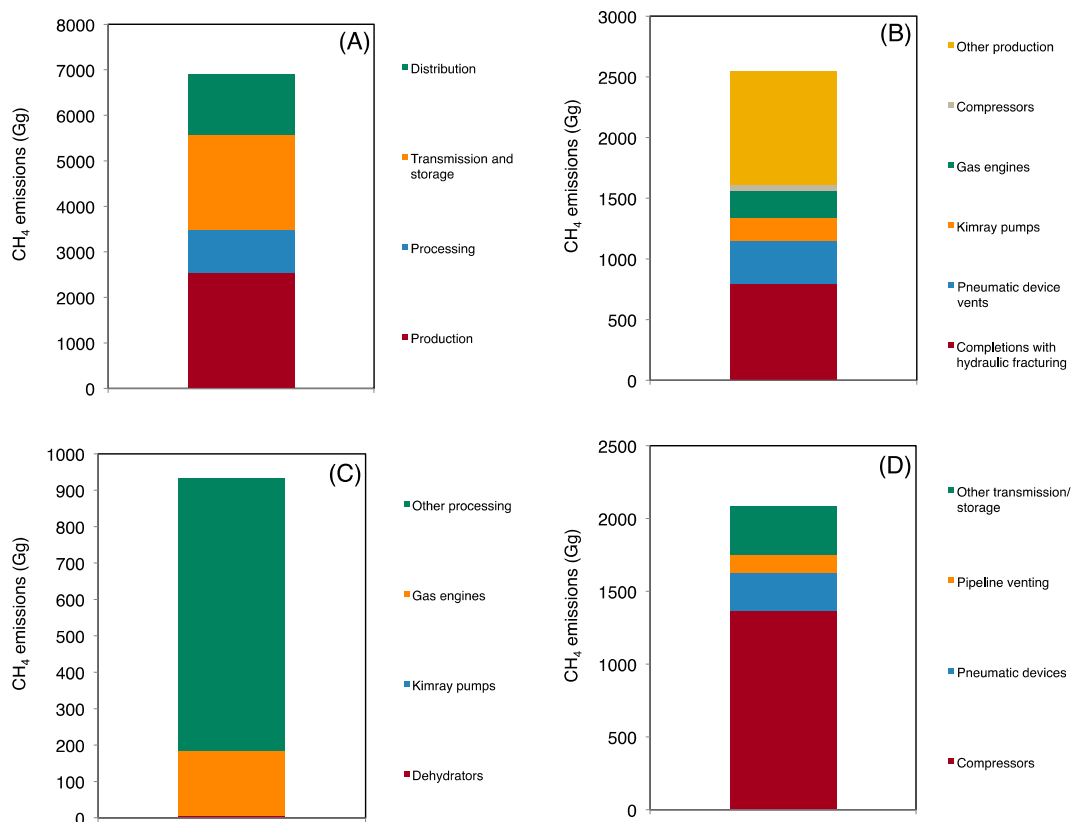 (A)
CH4 emissions (Gg)
8000
7000
6000
5000
4000
3000
2000
1000
0
Distribution
Transmission and
storage
Processing
Production
(B)
CH4 emissions (Gg)
3000
2500
2000
1500
1000
500
0
Other production
Compressors
Gas engines
Kimray pumps
Pneumatic device
vents
Completions with
hydraulic fracturing
(C)
CH4 emissions (Gg)
1000
900
800
700
600
500
400
300
200
100
0
Other processing
Gas engines
Kimray pumps
Dehydrators
(D)
CH4 emissions (Gg)
2500
2000
1500
1000
500
0
Other transmission/
storage
Pipeline venting
Pneumatic devices
Compressors